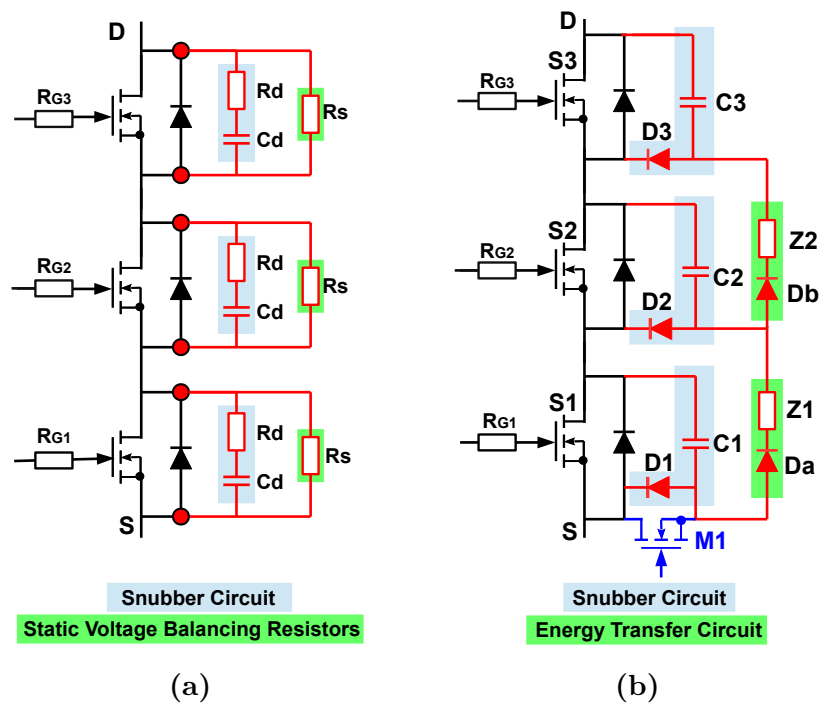 D
RG3
Rd
Cd
Rs
RG2
Rd
Cd
Rs
RG1
Rd
Cd
Rs
S
Snubber Circuit
Static Voltage Balancing Resistors
(a)
D
S3
RG3
C3
D3
S2
RG2
C2
D2
Z2
Db
S1
RG1
C1
D1
Z1
Da
S
M1
Snubber Circuit
Energy Transfer Circuit
(b)